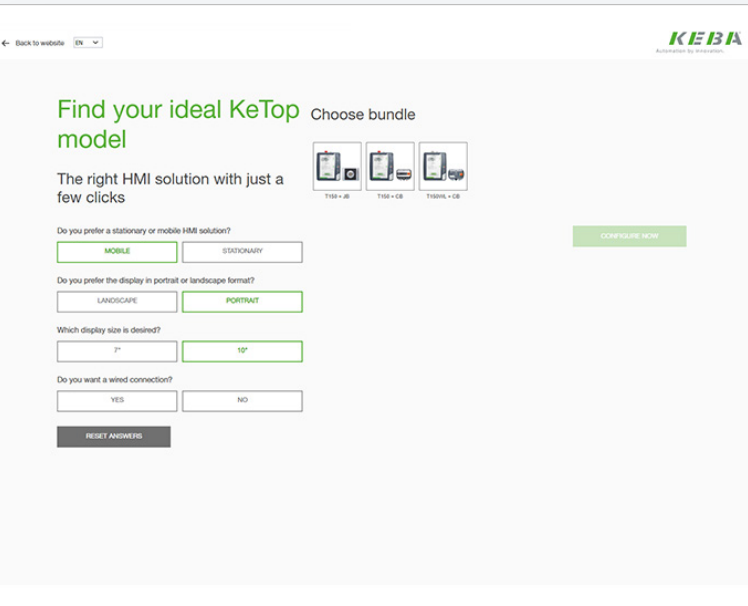 ← Back to website EN
KEBA
Automation by innovation.
Find your ideal KeTop
model
The right HMI solution with just a
few clicks
Do you prefer a stationary or mobile HMI solution?
MOBILE STATIONARY
Do you prefer the display in portrait or landscape format?
LANDSCAPE PORTRAIT
Which display size is desired?
7" 10"
Do you want a wired connection?
YES NO
RESET ANSWERS
Choose bundle
T150 + JB T150 + CB T150WL + CB
CONFIGURE NOW